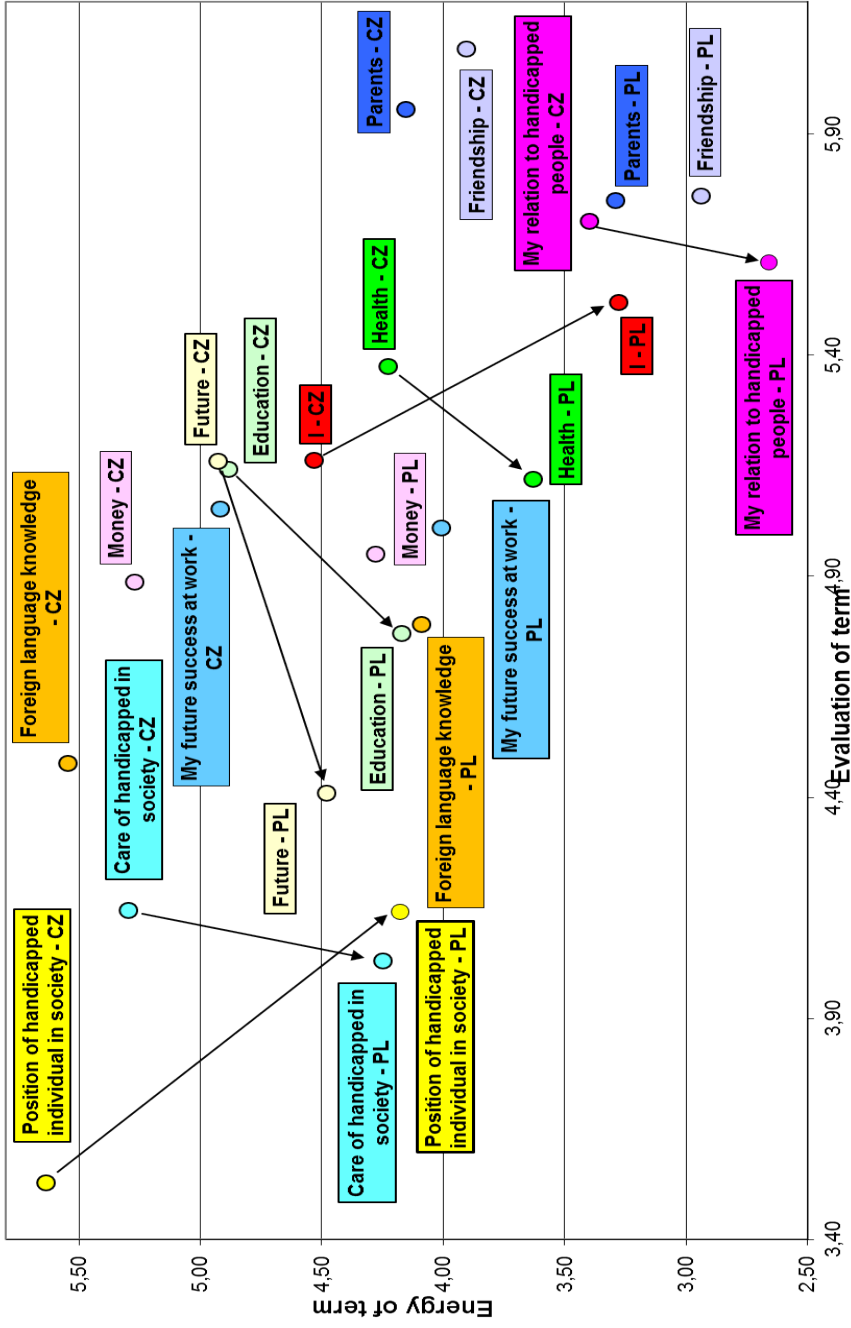 Position of handicapped
individual in society - CZ
Foreign language knowledge
- CZ
Care of handicapped in
society - CZ
Money - CZ
My future success at work -
CZ
Future - CZ
Education - CZ
I - CZ
Health - CZ
Parents - CZ
Friendship - CZ
My relation to handicapped
people - CZ
Future - PL
Care of handicapped in
society - PL
Position of handicapped
individual in society - PL
Education - PL
Foreign language knowledge
- PL
Money - PL
My future success at work -
PL
Health - PL
I - PL
Parents - PL
Friendship - PL
My relation to handicapped
people - PL
Energy of term
5,50
5,00
4,50
4,00
3,50
3,00
2,50
3,40
3,90
4,40
4,90
5,40
5,90
Evaluation of term